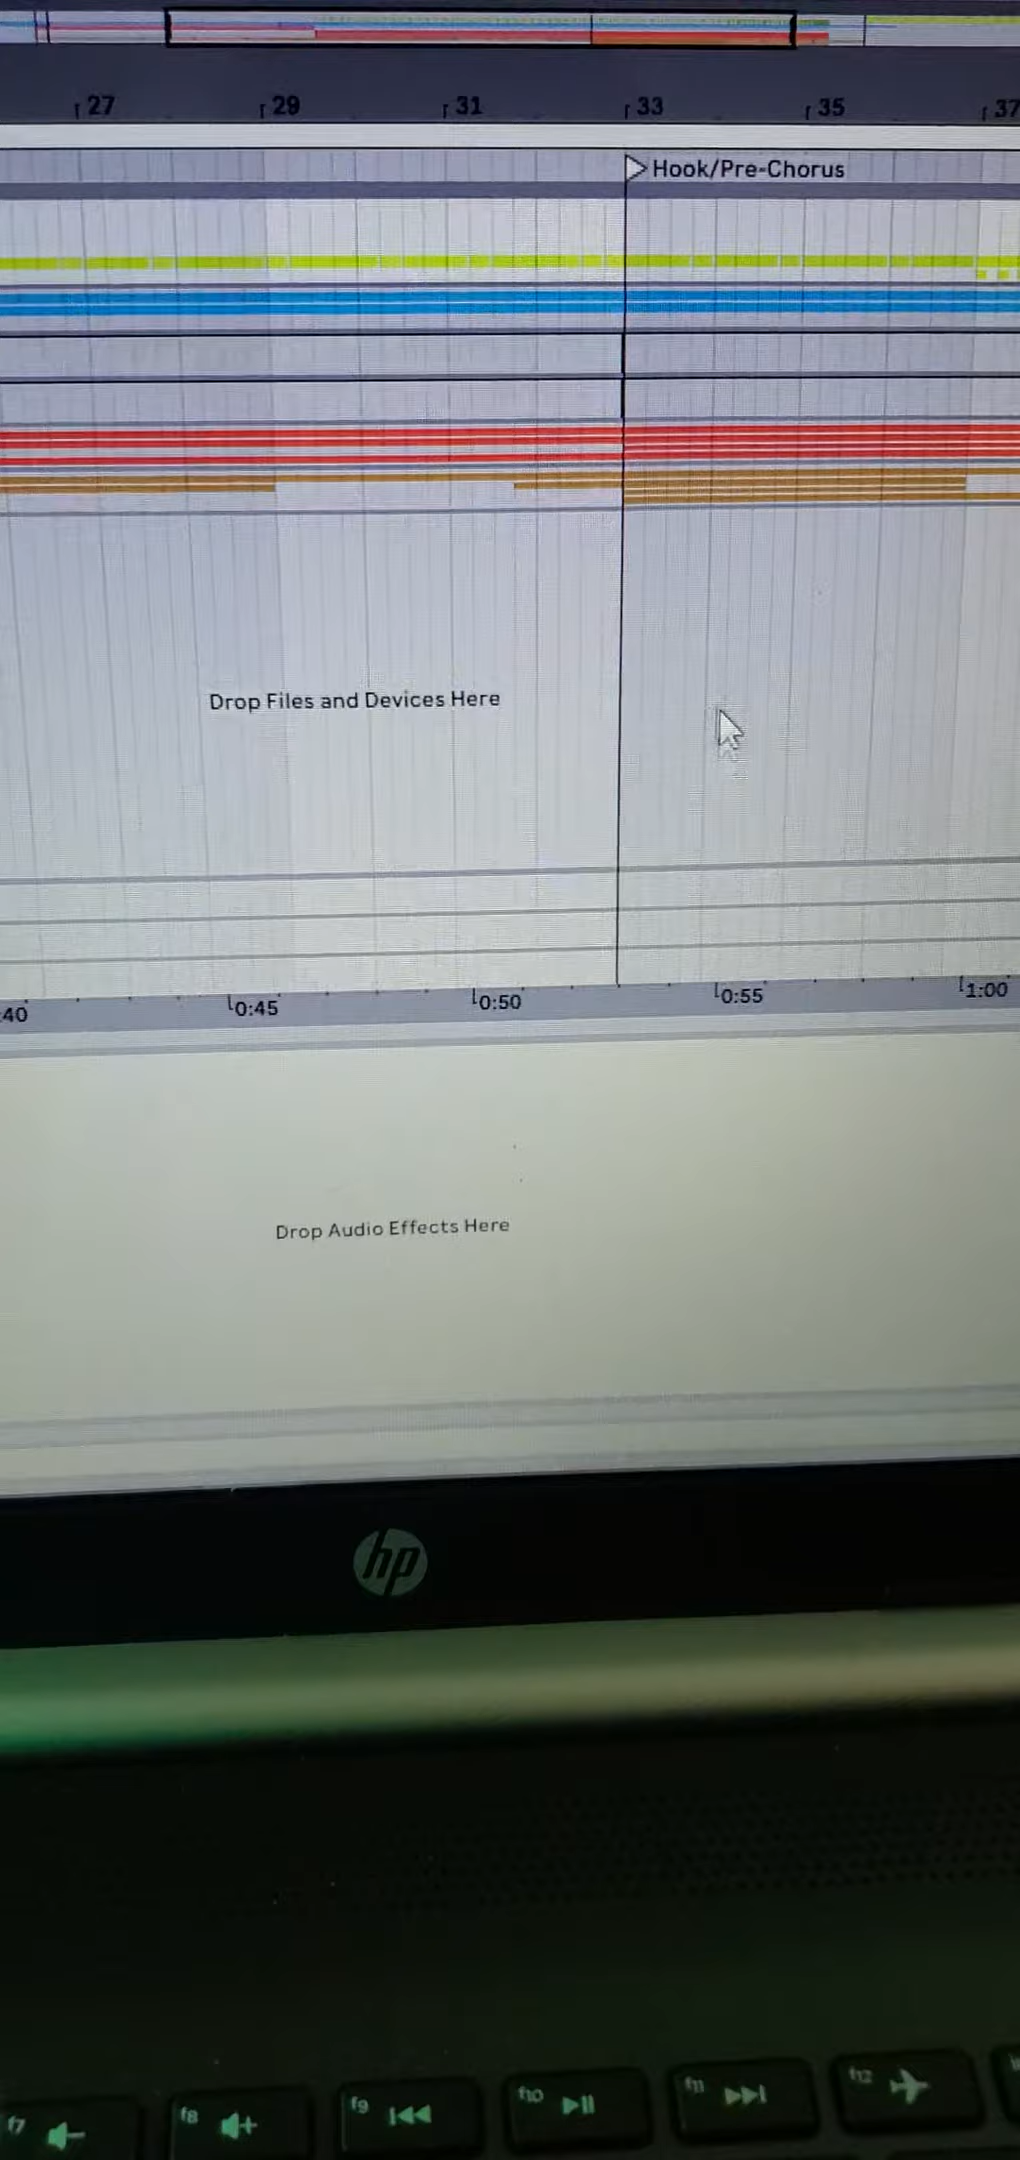 27 29 31 33 35 37
Hook/Pre-Chorus
Drop Files and Devices Here
:40 0:45 0:50 0:55 1:00
Drop Audio Effects Here
hp
f7 f8 f9 f10 f11 f12